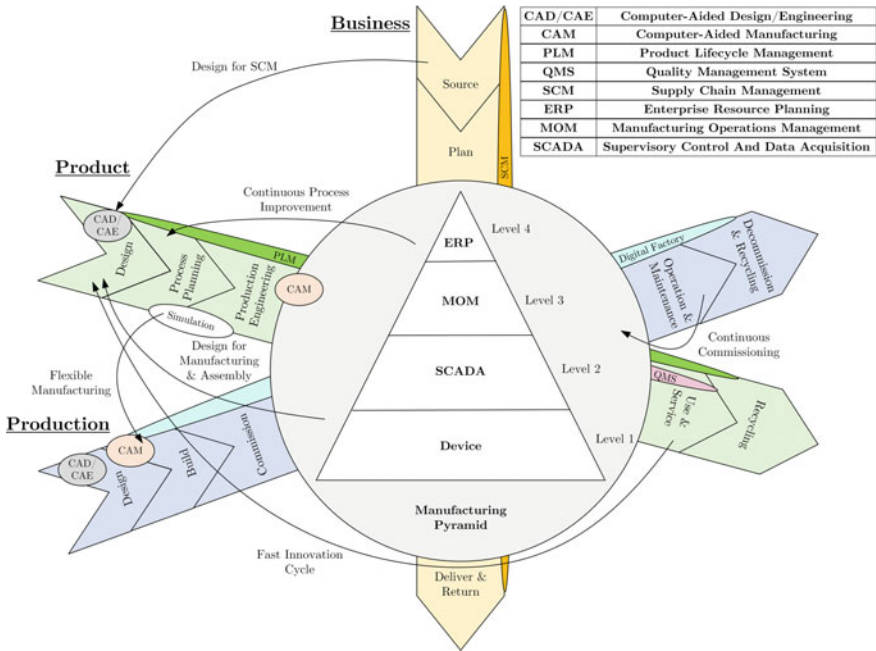 Business
CAD/CAE Computer-Aided Design/Engineering
CAM Computer-Aided Manufacturing
PLM Product Lifecycle Management
QMS Quality Management System
SCM Supply Chain Management
ERP Enterprise Resource Planning
MOM Manufacturing Operations Management
SCADA Supervisory Control And Data Acquisition
Design for SCM
Source
Plan
SCM
Product
CAD/
CAE
Design
Process
Planning
Production
Engineering
PLM
CAM
Simulation
Continuous Process
Improvement
Design for
Manufacturing
& Assembly
Flexible
Manufacturing
ERP
Level 4
MOM
Level 3
SCADA
Level 2
Device
Level 1
Manufacturing
Pyramid
Digital Factory
Operation &
Maintenance
Decommission
& Recycling
Continuous
Commissioning
QMS
Use &
Service
Recycling
Production
CAD/
CAE
CAM
Design
Build
Commission
Fast Innovation
Cycle
Deliver &
Return